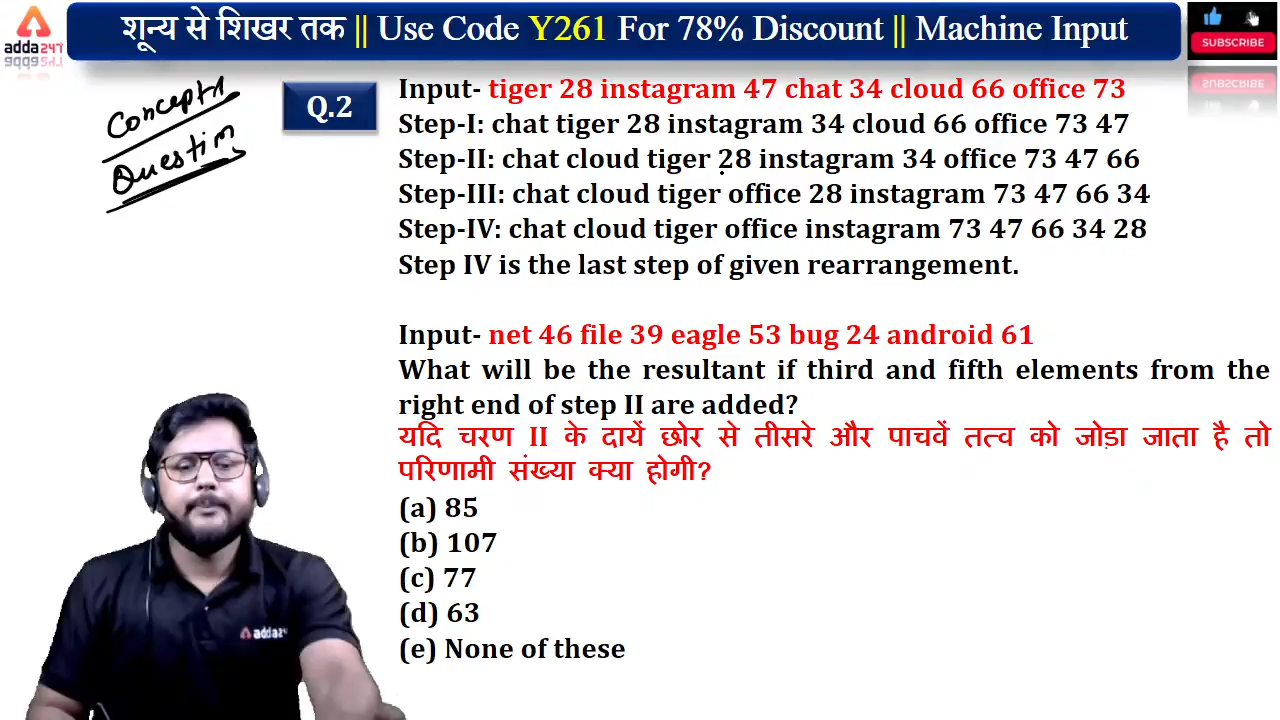 शून्य से शिखर तक || Use Code Y261 For 78% Discount || Machine Input
adda247
SUBSCRIBE
Concept
Question
Q.2
Input- tiger 28 instagram 47 chat 34 cloud 66 office 73
Step-I: chat tiger 28 instagram 34 cloud 66 office 73 47
Step-II: chat cloud tiger 28 instagram 34 office 73 47 66
Step-III: chat cloud tiger office 28 instagram 73 47 66 34
Step-IV: chat cloud tiger office instagram 73 47 66 34 28
Step IV is the last step of given rearrangement.
Input- net 46 file 39 eagle 53 bug 24 android 61
What will be the resultant if third and fifth elements from the
right end of step II are added?
यदि चरण II के दायें छोर से तीसरे और पाचवें तत्व को जोड़ा जाता है तो
परिणामी संख्या क्या होगी?
(a) 85
(b) 107
(c) 77
(d) 63
(e) None of these
adda247